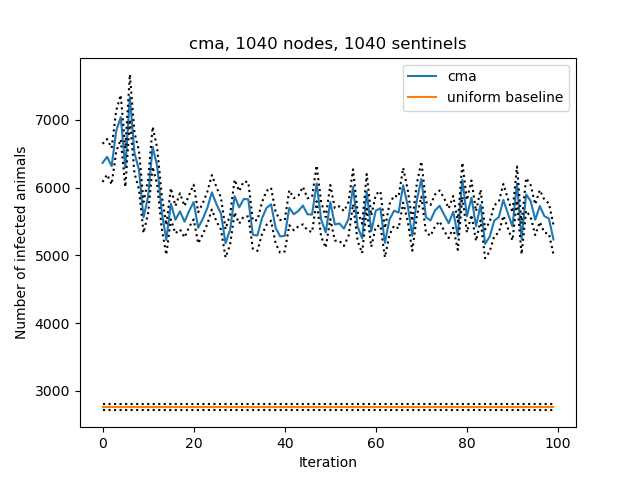 cma, 1040 nodes, 1040 sentinels
cma
uniform baseline
Number of infected animals
7000
6000
5000
4000
3000
0 20 40 60 80 100
Iteration